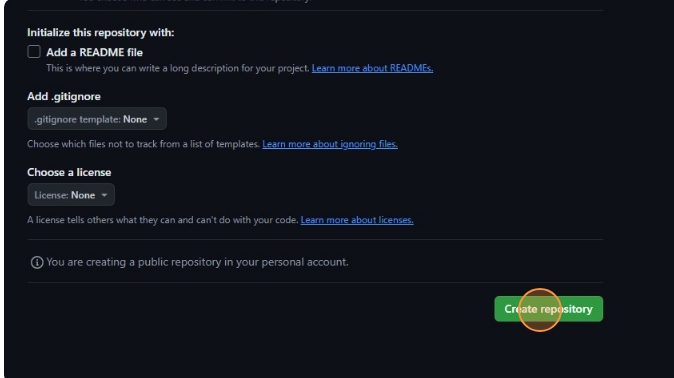 Initialize this repository with:
Add a README file
This is where you can write a long description for your project. Learn more about READMEs.
Add .gitignore
.gitignore template: None
Choose which files not to track from a list of templates. Learn more about ignoring files.
Choose a license
License: None
A license tells others what they can and can't do with your code. Learn more about licenses.
You are creating a public repository in your personal account.
Create repository